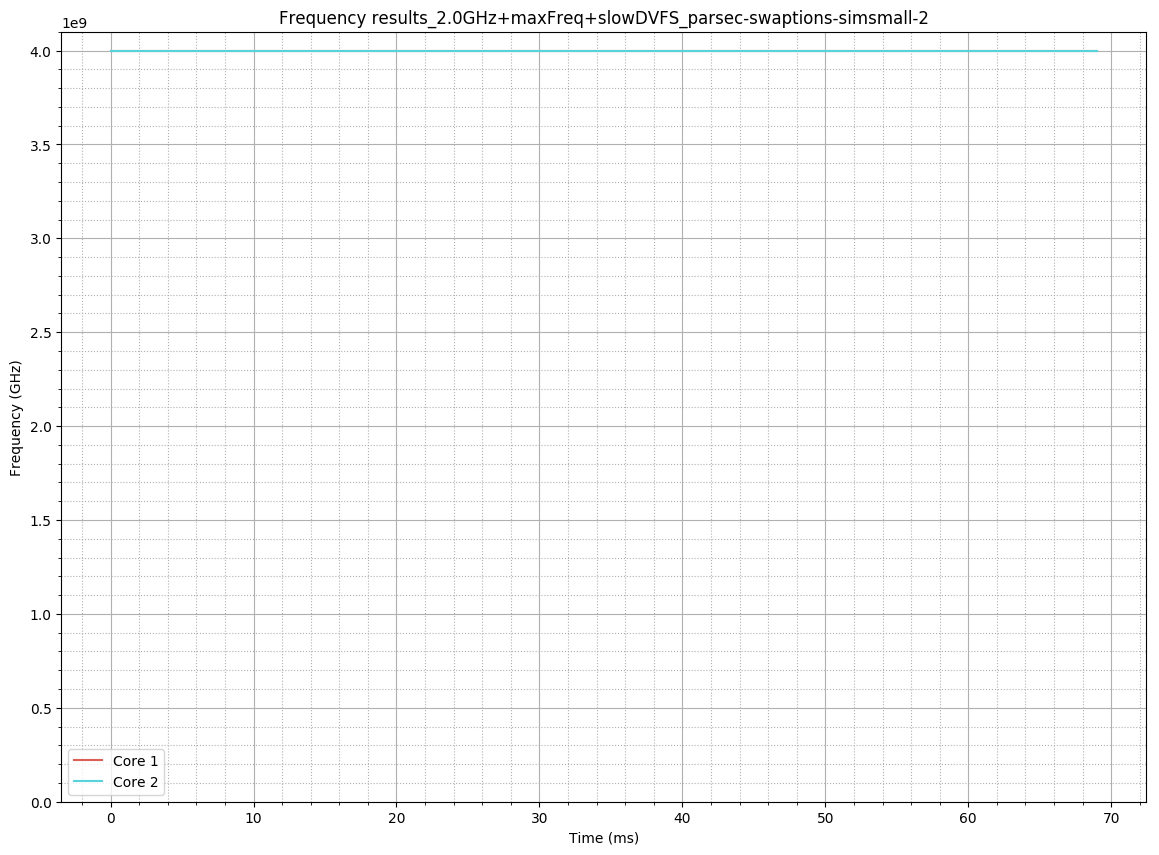 Frequency results_2.0GHz+maxFreq+slowDVFS_parsec-swaptions-simsmall-2
1e9
4.0
3.5
3.0
2.5
2.0
1.5
1.0
0.5
0.0
Frequency (GHz)
Core 1
Core 2
0 10 20 30 40 50 60 70
Time (ms)